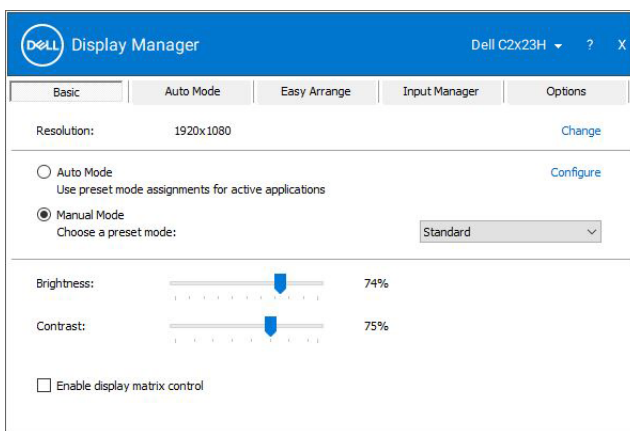 DELL Display Manager Dell C2x23H ? X
Basic Auto Mode Easy Arrange Input Manager Options
Resolution: 1920x1080 Change
Auto Mode Configure
Use preset mode assignments for active applications
Manual Mode
Choose a preset mode: Standard
Brightness: 74%
Contrast: 75%
Enable display matrix control